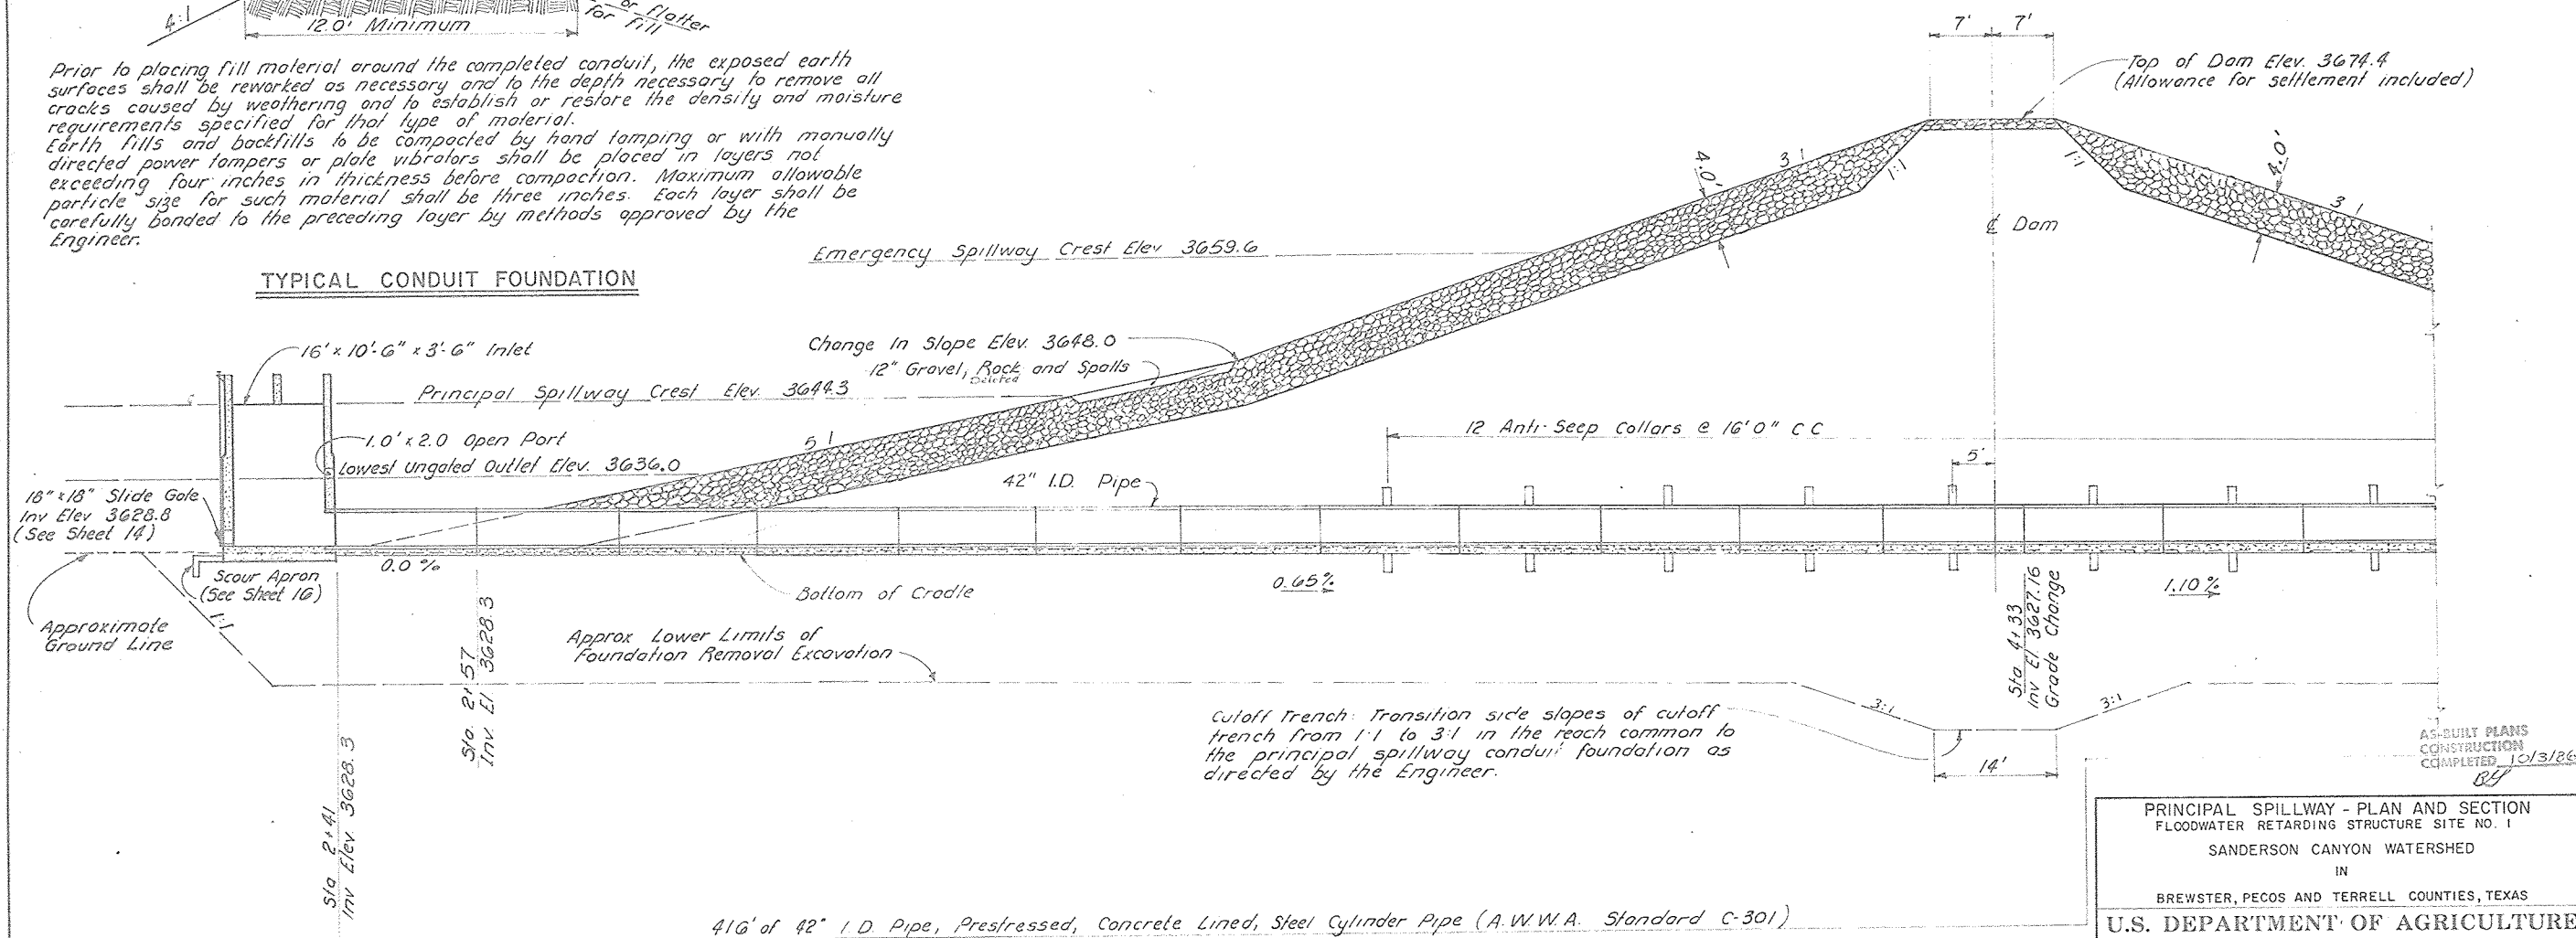 4:1
12.0' Minimum
or flatter
for fill
Prior to placing fill material around the completed conduit, the exposed earth
surfaces shall be reworked as necessary and to the depth necessary to remove all
cracks caused by weathering and to establish or restore the density and moisture
requirements specified for that type of material.
Earth fills and backfills to be compacted by hand tamping or with manually
directed power tampers or plate vibrators shall be placed in layers not
exceeding four inches in thickness before compaction. Maximum allowable
particle size for such material shall be three inches. Each layer shall be
carefully bonded to the preceding layer by methods approved by the
Engineer.
TYPICAL CONDUIT FOUNDATION
7' 7'
Top of Dam Elev. 3674.4
(Allowance for settlement included)
4.0'
3 1
1:1
1:1
4.0'
3 1
₵ Dam
Emergency Spillway Crest Elev 3659.6
Change In Slope Elev. 3648.0
12" Gravel, Rock and Spalls
Deleted
16' x 10'-6" x 3'-6" Inlet
Principal Spillway Crest Elev. 3644.3
1.0' x 2.0 Open Port
Lowest Ungated Outlet Elev. 3636.0
5 1
12 Anti-Seep Collars @ 16'0" C C
5'
42" I.D. Pipe
18" x 18" Slide Gate
Inv Elev 3628.8
(See Sheet 14)
Scour Apron
(See Sheet 16)
0.0 %
Bottom of Cradle
0.65%
1.10 %
1:1
Approximate
Ground Line
Approx Lower Limits of
Foundation Removal Excavation
Sta 2+41
Inv Elev. 3628.3
Sta. 2+57
Inv. El. 3628.3
Sta 4+33
Inv El. 3627.16
Grade Change
3:1
3:1
14'
Cutoff Trench: Transition side slopes of cutoff
trench from 1:1 to 3:1 in the reach common to
the principal spillway conduit foundation as
directed by the Engineer.
AS-BUILT PLANS
CONSTRUCTION
COMPLETED 10/3/86
PRINCIPAL SPILLWAY - PLAN AND SECTION
FLOODWATER RETARDING STRUCTURE SITE NO. 1
SANDERSON CANYON WATERSHED
IN
BREWSTER, PECOS AND TERRELL COUNTIES, TEXAS
U.S. DEPARTMENT OF AGRICULTURE
416' of 42" I.D. Pipe, Prestressed, Concrete Lined, Steel Cylinder Pipe (A.W.W.A. Standard C-301)